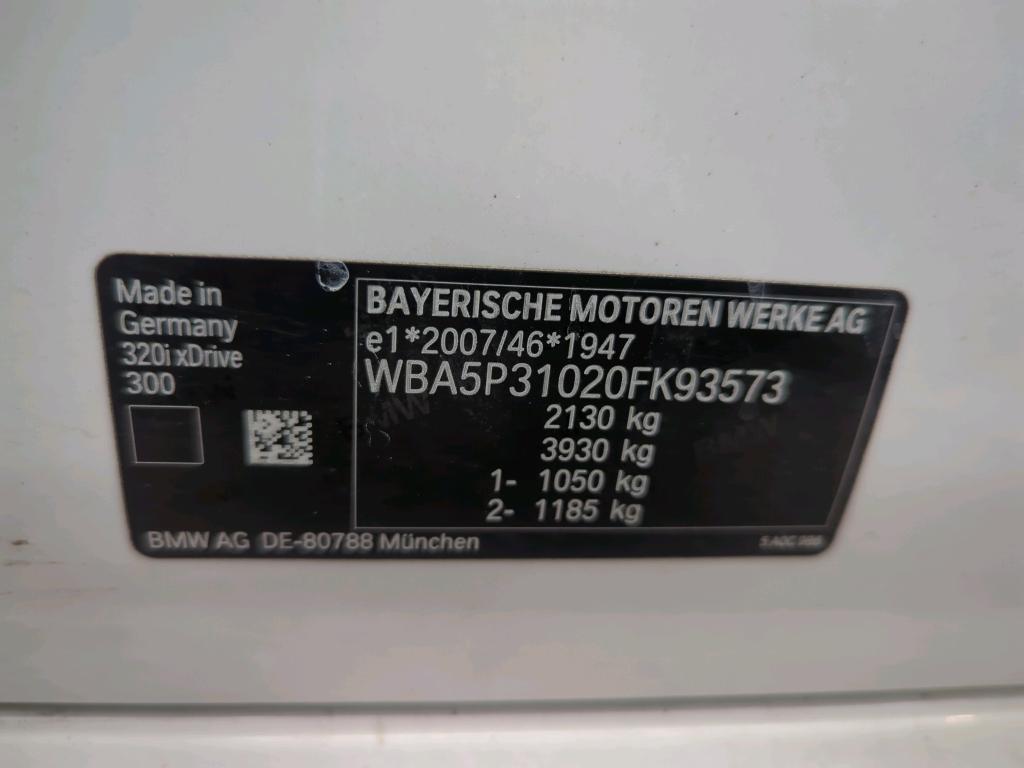 Made in
Germany
320i xDrive
300
BAYERISCHE MOTOREN WERKE AG
e1*2007/46*1947
WBA5P31020FK93573
2130 kg
3930 kg
1- 1050 kg
2- 1185 kg
BMW AG DE-80788 München